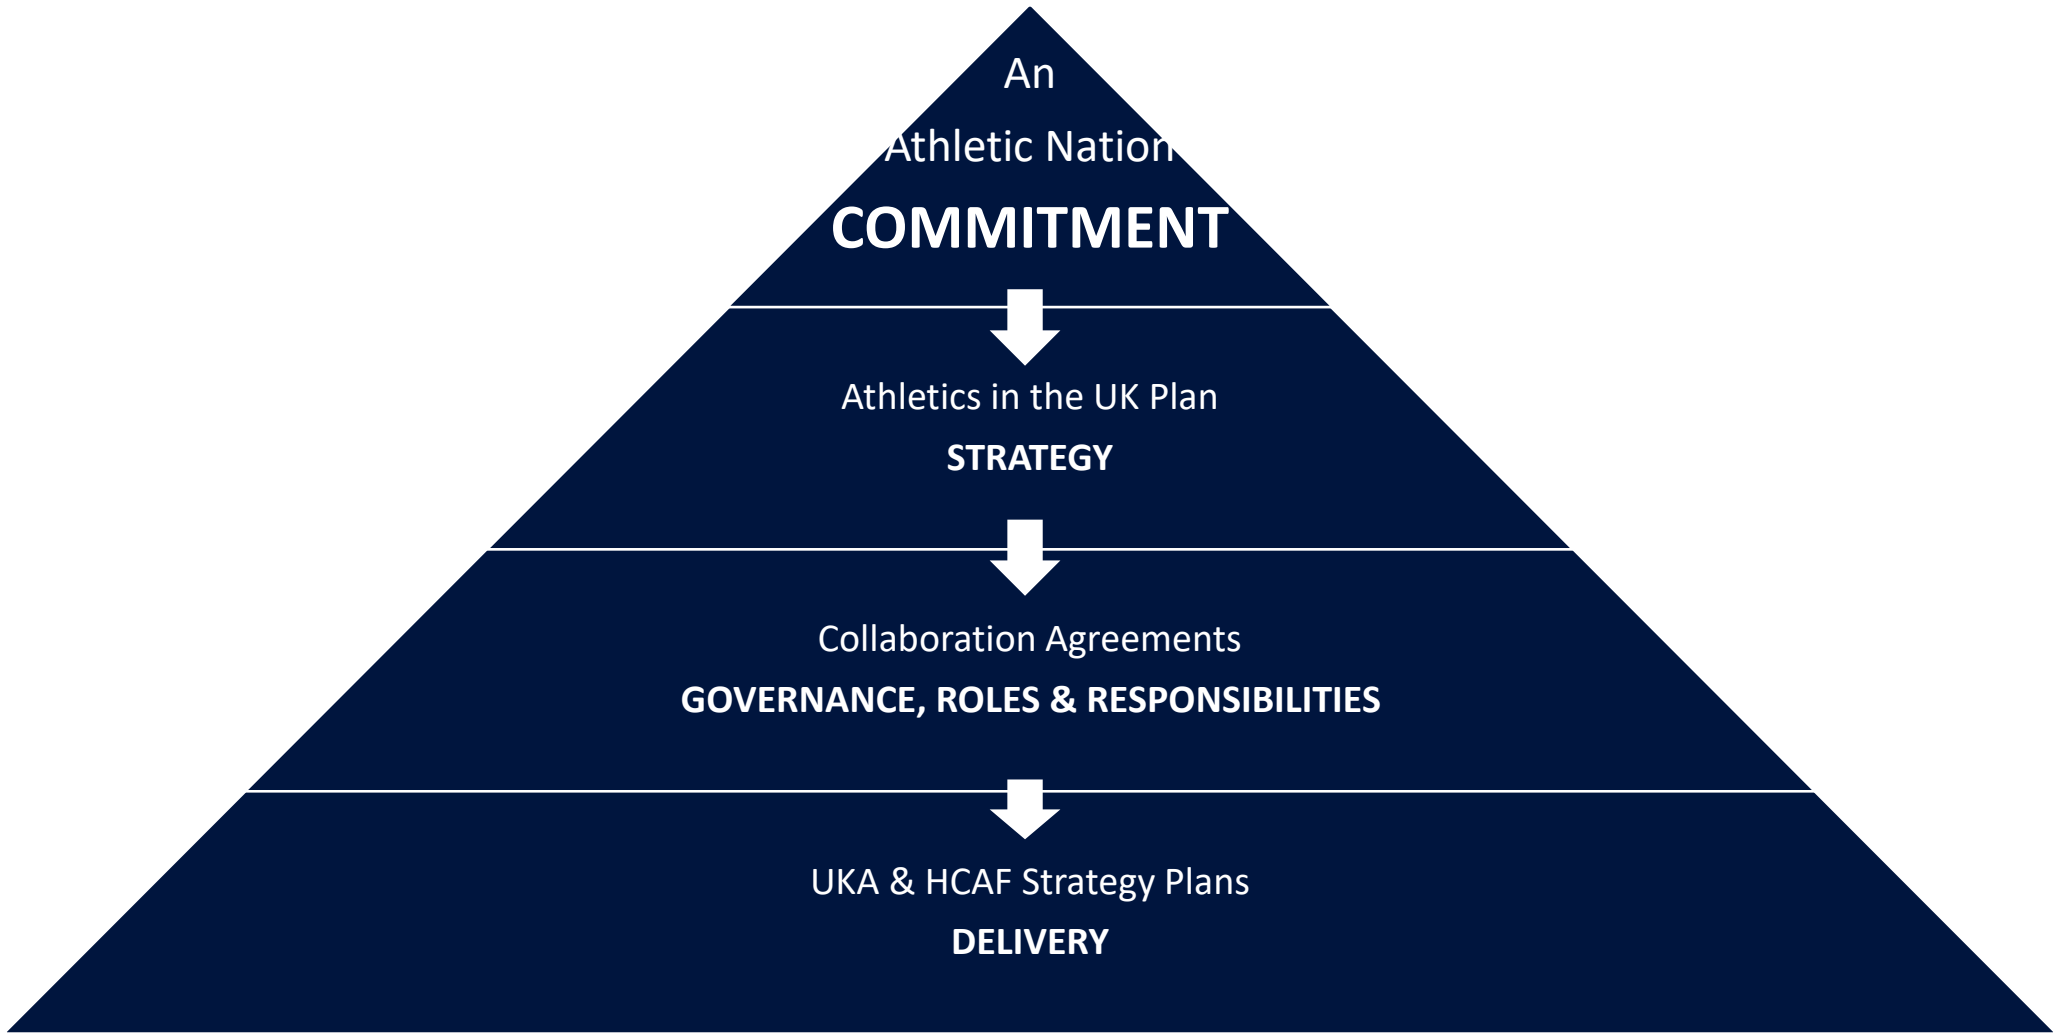 An
Athletic Nation
COMMITMENT
Athletics in the UK Plan
STRATEGY
Collaboration Agreements
GOVERNANCE, ROLES & RESPONSIBILITIES
UKA & HCAF Strategy Plans
DELIVERY